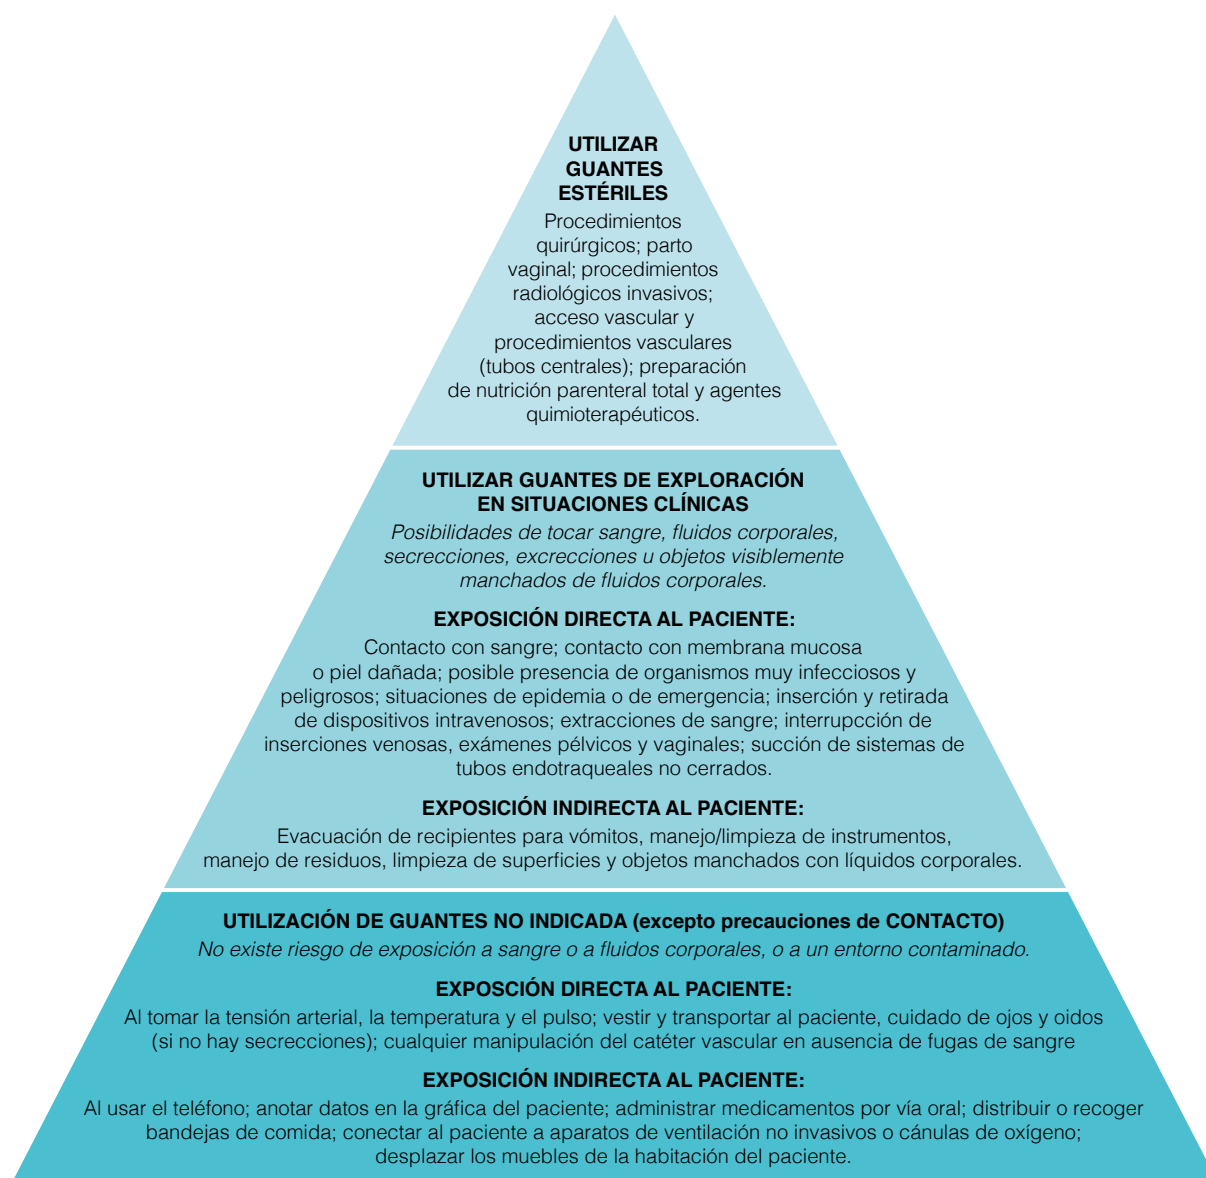 UTILIZAR
GUANTES
ESTÉRILES
Procedimientos
quirúrgicos; parto
vaginal; procedimientos
radiológicos invasivos;
acceso vascular y
procedimientos vasculares
(tubos centrales); preparación
de nutrición parenteral total y agentes
quimioterapéuticos.
UTILIZAR GUANTES DE EXPLORACIÓN
EN SITUACIONES CLÍNICAS
Posibilidades de tocar sangre, fluidos corporales,
secrecciones, excrecciones u objetos visiblemente
manchados de fluidos corporales.
EXPOSICIÓN DIRECTA AL PACIENTE:
Contacto con sangre; contacto con membrana mucosa
o piel dañada; posible presencia de organismos muy infecciosos y
peligrosos; situaciones de epidemia o de emergencia; inserción y retirada
de dispositivos intravenosos; extracciones de sangre; interrupcción de
inserciones venosas, exámenes pélvicos y vaginales; succión de sistemas de
tubos endotraqueales no cerrados.
EXPOSICIÓN INDIRECTA AL PACIENTE:
Evacuación de recipientes para vómitos, manejo/limpieza de instrumentos,
manejo de residuos, limpieza de superficies y objetos manchados con líquidos corporales.
UTILIZACIÓN DE GUANTES NO INDICADA (excepto precauciones de CONTACTO)
No existe riesgo de exposición a sangre o a fluidos corporales, o a un entorno contaminado.
EXPOSCIÓN DIRECTA AL PACIENTE:
Al tomar la tensión arterial, la temperatura y el pulso; vestir y transportar al paciente, cuidado de ojos y oidos
(si no hay secrecciones); cualquier manipulación del catéter vascular en ausencia de fugas de sangre
EXPOSICIÓN INDIRECTA AL PACIENTE:
Al usar el teléfono; anotar datos en la gráfica del paciente; administrar medicamentos por vía oral; distribuir o recoger
bandejas de comida; conectar al paciente a aparatos de ventilación no invasivos o cánulas de oxígeno;
desplazar los muebles de la habitación del paciente.